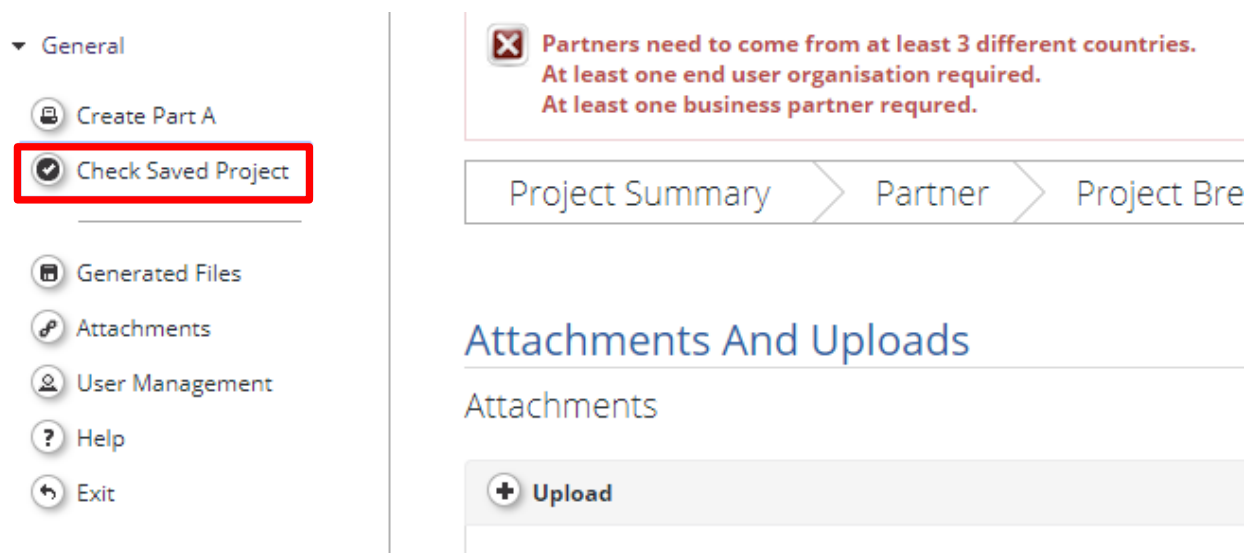 General
Create Part A
Check Saved Project
Generated Files
Attachments
User Management
? Help
Exit
Partners need to come from at least 3 different countries.
At least one end user organisation required.
At least one business partner requred.
Project Summary
Partner
Project Bre
Attachments And Uploads
Attachments
Upload